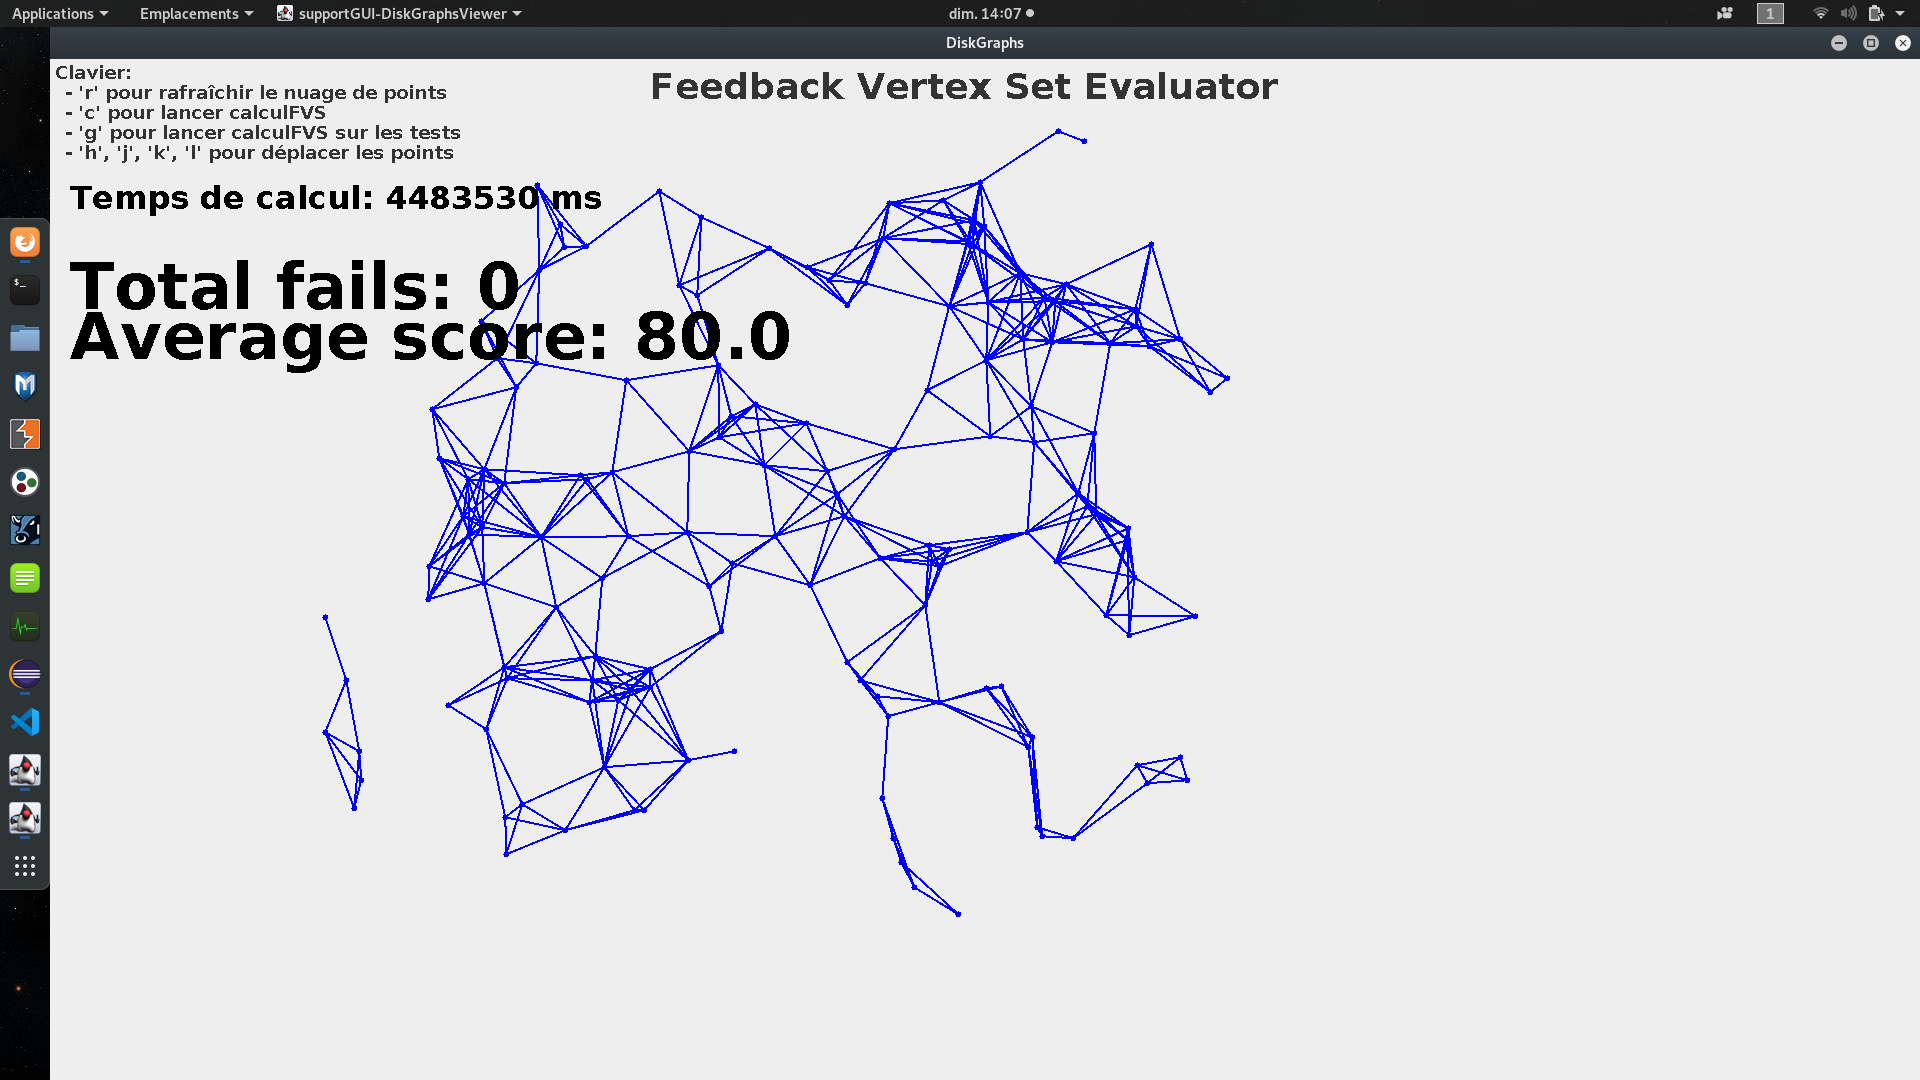 Applications
Emplacements
supportGUI-DiskGraphsViewer
dim. 14:07
1
DiskGraphs
Clavier:
- 'r' pour rafraîchir le nuage de points
- 'c' pour lancer calculFVS
- 'g' pour lancer calculFVS sur les tests
- 'h', 'j', 'k', 'l' pour déplacer les points
Feedback Vertex Set Evaluator
Temps de calcul: 4483530 ms
Total fails: 0
Average score: 80.0